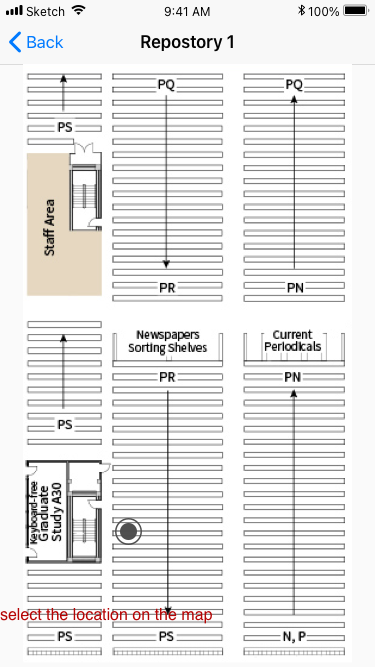 Sketch 9:41 AM 100%
Back Repostory 1
PQ PQ
PS
Staff Area
PR PN
Newspapers
Sorting Shelves
Current
Periodicals
PR PN
PS
Keyboard-free
Graduate
Study A30
select the location on the map
PS PS N, P